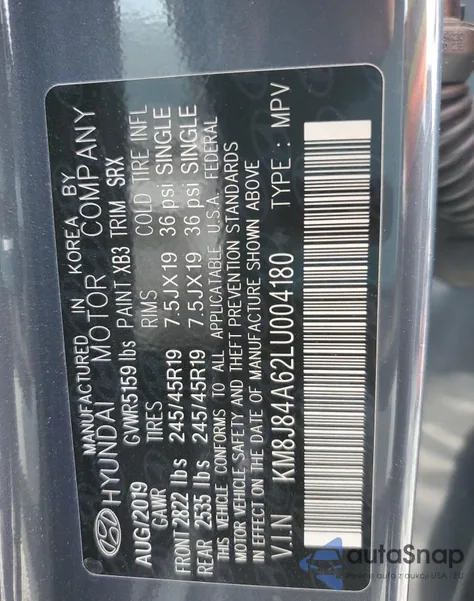 MANUFACTURED IN KOREA BY
HYUNDAI MOTOR COMPANY
AUG/2019 GVWR5159 lbs PAINT XB3 TRIM SRX
GAWR TIRES RIMS COLD TIRE INFL
FRONT 2822 lbs 245/45R19 7.5JX19 36 psi SINGLE
REAR 2535 lbs 245/45R19 7.5JX19 36 psi SINGLE
THIS VEHICLE CONFORMS TO ALL APPLICATABLE U.S.A. FEDERAL
MOTOR VEHICLE SAFETY AND THEFT PREVENTION STANDARDS
IN EFFECT ON THE DATE OF MANUFACTURE SHOWN ABOVE
V.I.N KM8J84A62LU004180 TYPE : MPV
autoSnap